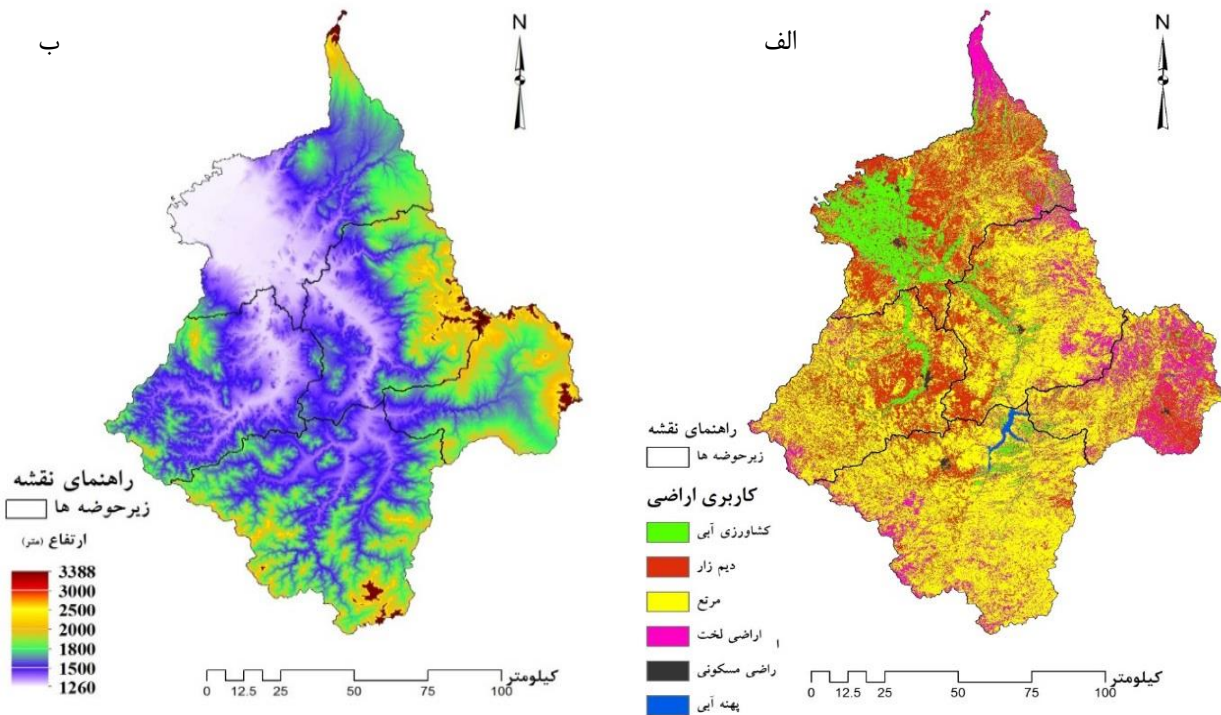 الف
N
راهنمای نقشه
زیرحوضه ها
کاربری اراضی
کشاورزی آبی
دیم زار
مرتع
اراضی لخت
ا
راضی مسکونی
پهنه آبی
کیلومتر
0 12.5 25 50 75 100
ب
N
راهنمای نقشه
زیرحوضه ها
ارتفاع (متر)
3388
3000
2500
2000
1800
1500
1260
کیلومتر
0 12.5 25 50 75 100